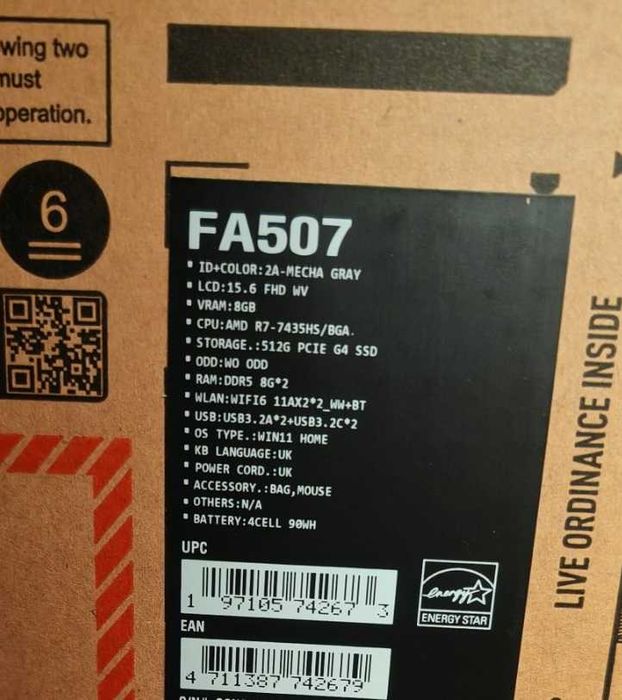 wing two
must
operation.
6
FA507
ID+COLOR:2A-MECHA GRAY
LCD:15.6 FHD WV
VRAM:8GB
CPU:AMD R7-7435HS/BGA.
STORAGE.:512G PCIE G4 SSD
ODD:WO ODD
RAM:DDR5 8G*2
WLAN:WIFI6 11AX2*2_WW+BT
USB:USB3.2A*2+USB3.2C*2
OS TYPE.:WIN11 HOME
KB LANGUAGE:UK
POWER CORD.:UK
ACCESSORY.:BAG,MOUSE
OTHERS:N/A
BATTERY:4CELL 90WH
UPC
1 97105 74267 3
energy
ENERGY STAR
EAN
4 711387 742679
LIVE ORDINANCE INSIDE